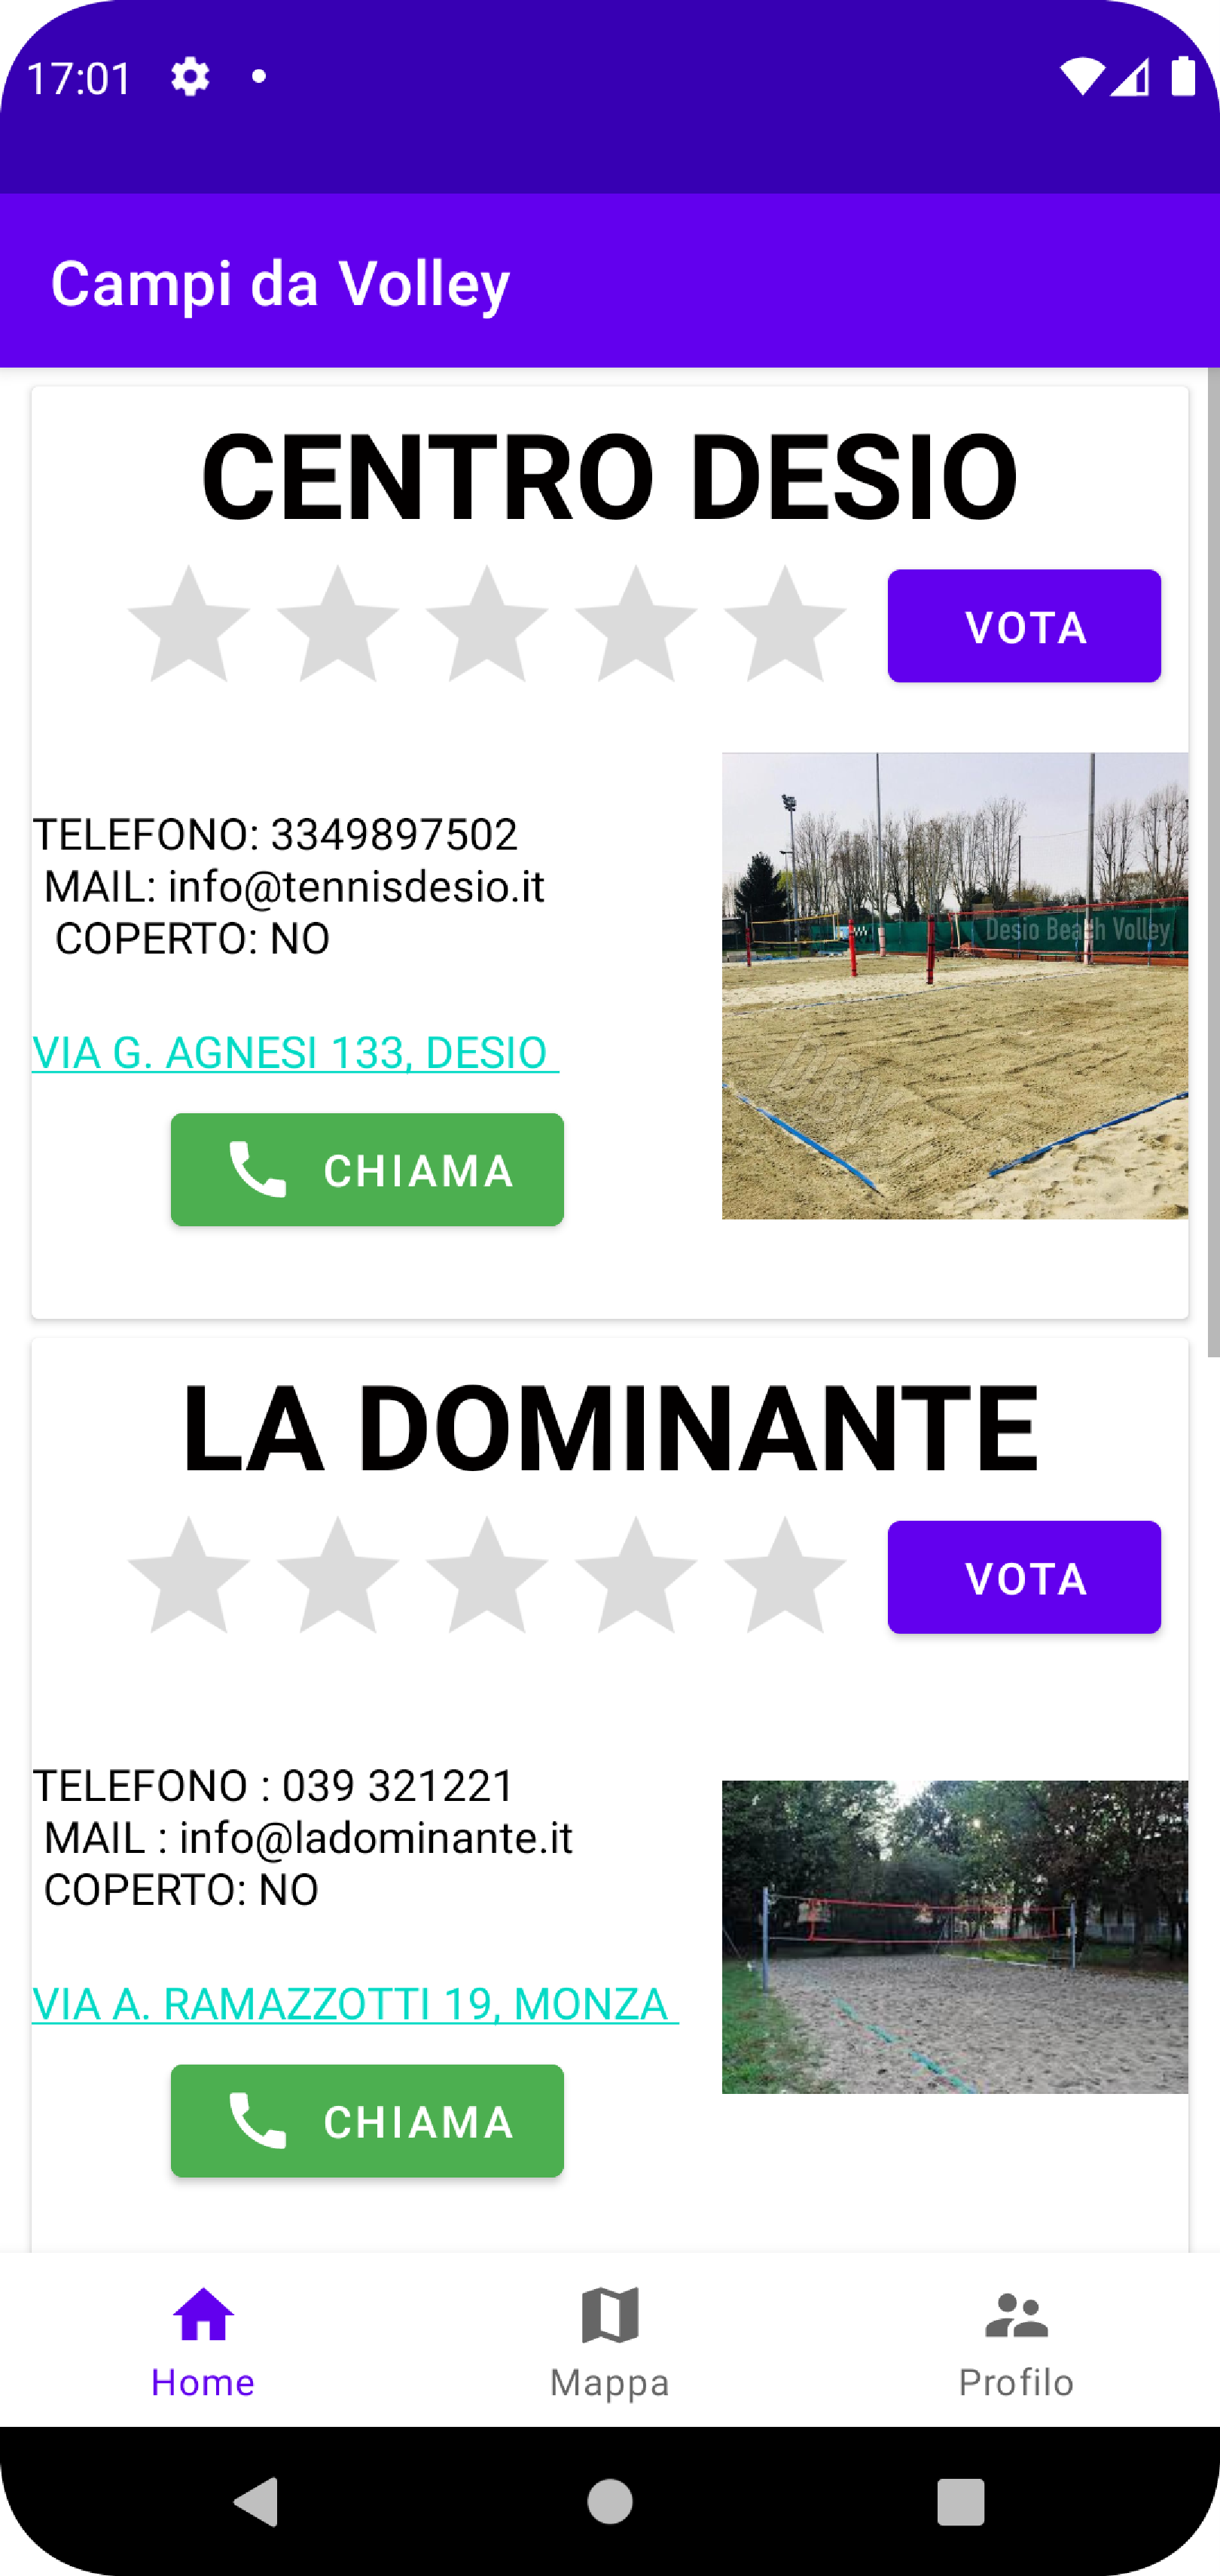 17:01
Campi da Volley
CENTRO DESIO
VOTA
TELEFONO: 3349897502
MAIL: info@tennisdesio.it
COPERTO: NO
Desio Beach Volley
VIA G. AGNESI 133, DESIO
CHIAMA
LA DOMINANTE
VOTA
TELEFONO : 039 321221
MAIL : info@ladominante.it
COPERTO: NO
VIA A. RAMAZZOTTI 19, MONZA
CHIAMA
Home
Mappa
Profilo